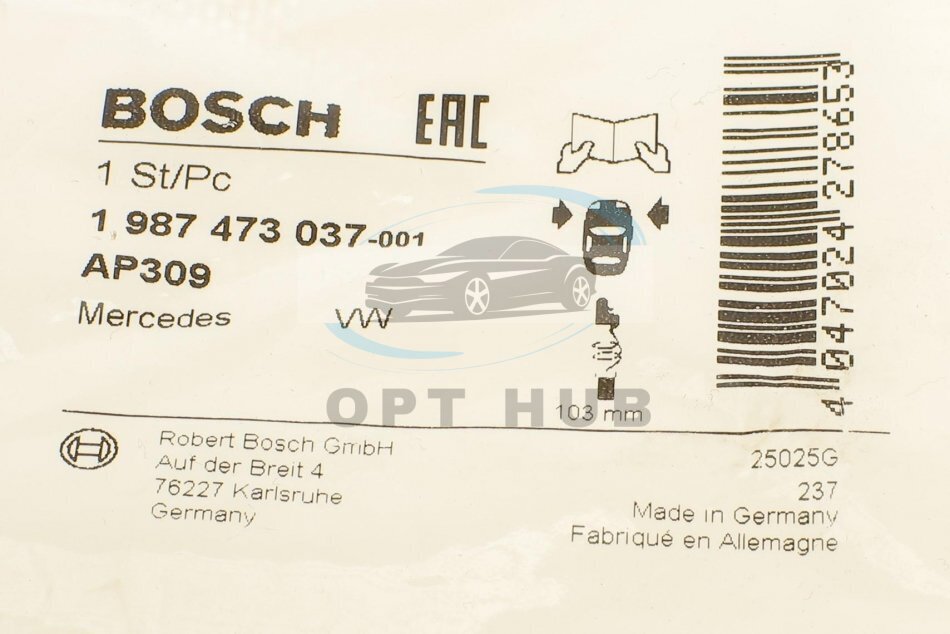 BOSCH EAC
1 St/Pc
1 987 473 037-001
AP309
Mercedes VW
OPT HUB
103 mm
4 047024 278653
Robert Bosch GmbH
Auf der Breit 4
76227 Karlsruhe
Germany
25025G
237
Made in Germany
Fabriqué en Allemagne